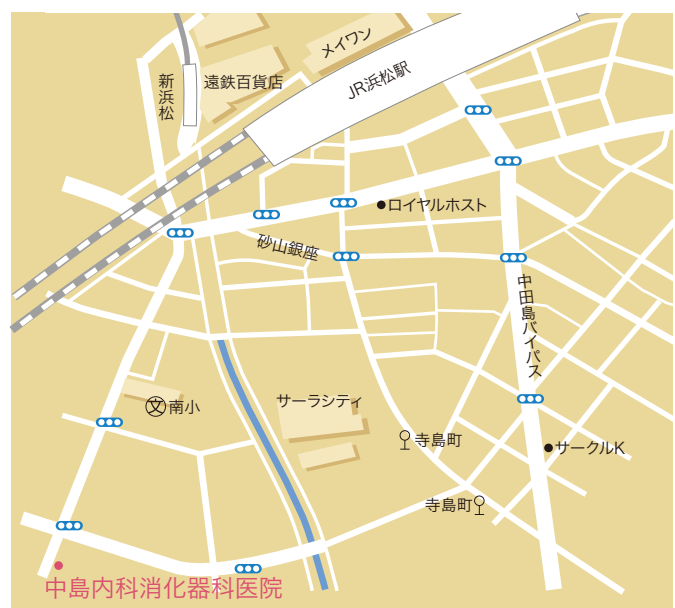 メイワン
遠鉄百貨店
新浜松
JR浜松駅
ロイヤルホスト
砂山銀座
中田島バイパス
文
南小
サーラシティ
寺島町
サークルK
寺島町
中島内科消化器科医院